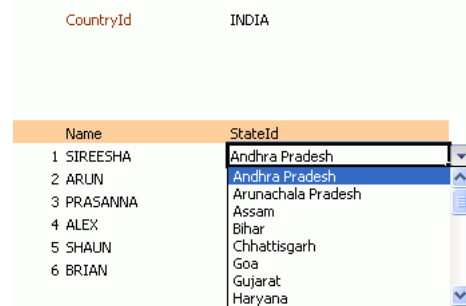 CountryId INDIA
Name StateId
1 SIREESHA Andhra Pradesh
2 ARUN Andhra Pradesh
Arunachala Pradesh
3 PRASANNA Assam
4 ALEX Bihar
5 SHAUN Chhattisgarh
Goa
6 BRIAN Gujarat
Haryana